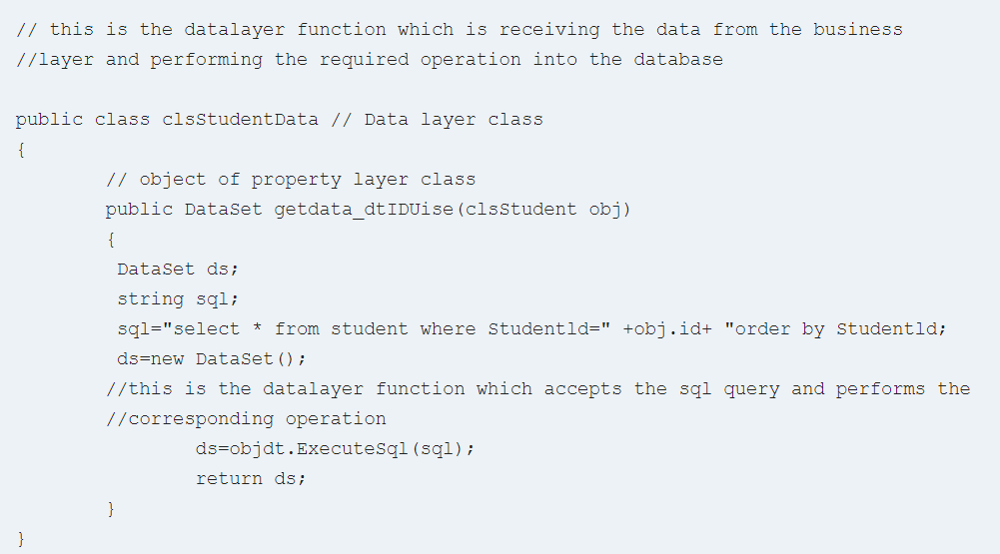 // this is the datalayer function which is receiving the data from the business
//layer and performing the required operation into the database
public class clsStudentData // Data layer class
{
// object of property layer class
public DataSet getdata_dtIDUise(clsStudent obj)
{
DataSet ds;
string sql;
sql="select * from student where Studentld=" +obj.id+ "order by Studentld;
ds=new DataSet();
//this is the datalayer function which accepts the sql query and performs the
//corresponding operation
ds=objdt.ExecuteSql(sql);
return ds;
}
}